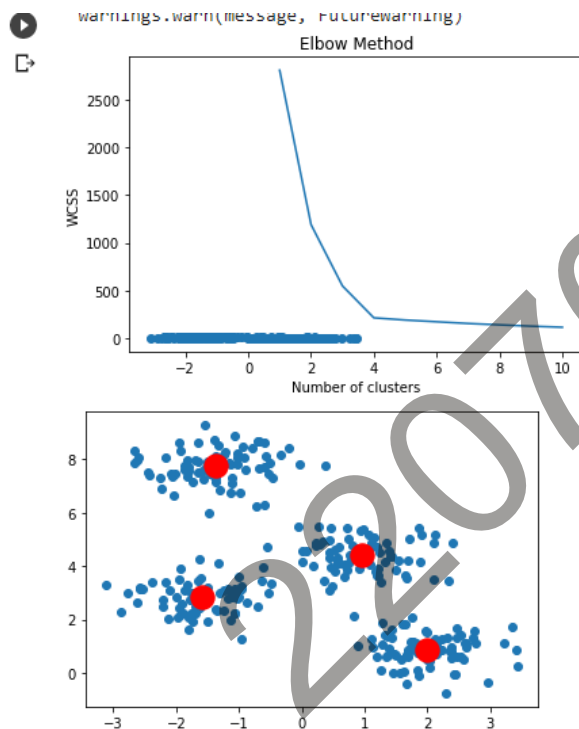 warnings.warn(message, FutureWarning)
Elbow Method
2500
2000
1500
1000
500
0
WCSS
−2 0 2 4 6 8 10
Number of clusters
8
6
4
2
0
−3 −2 −1 0 1 2 3
2207